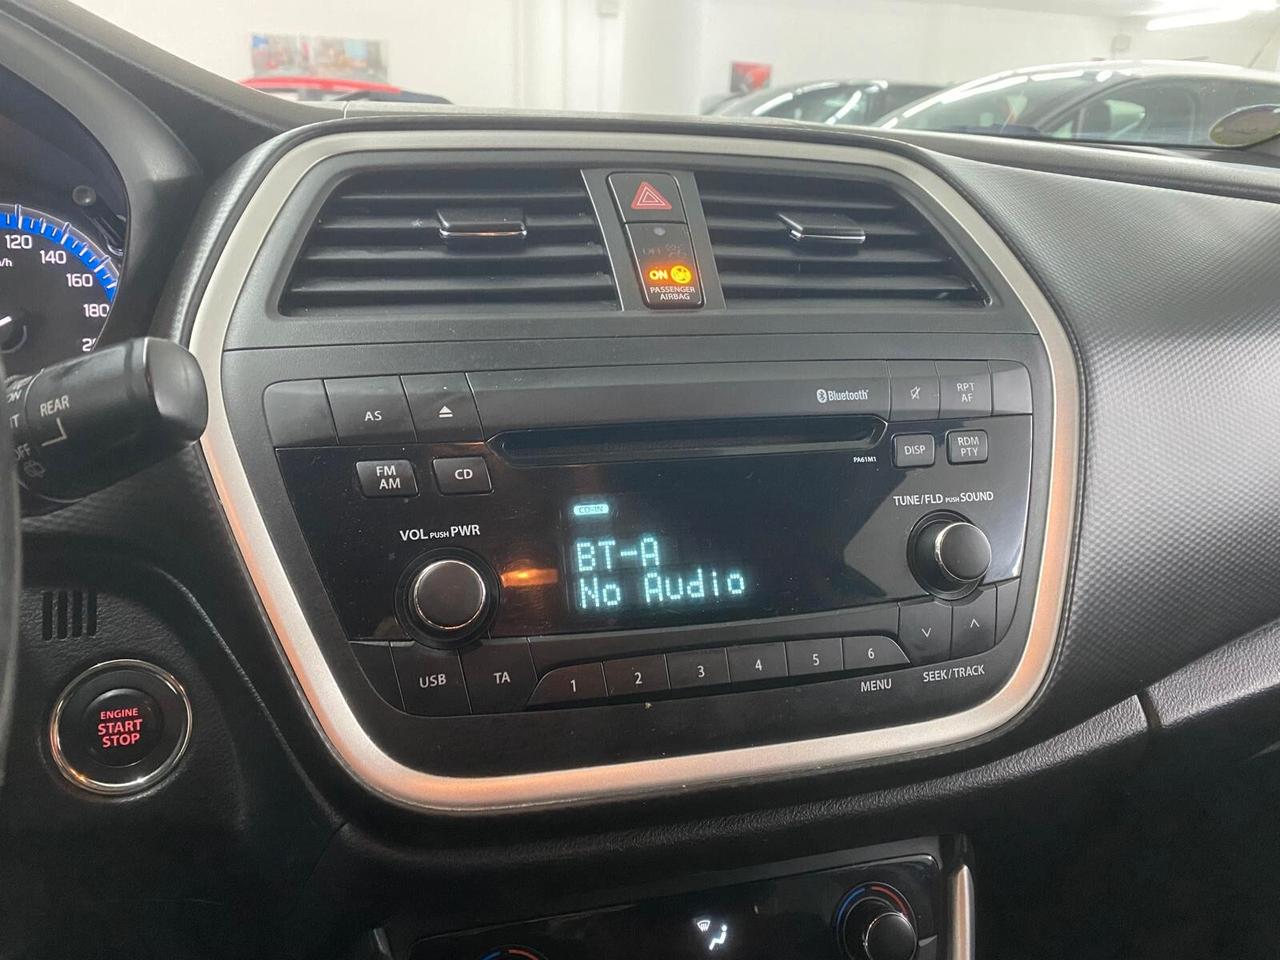 120
140
160
180
km/h
REAR
OFF
ON
PASSENGER
AIRBAG
AS
Bluetooth
RPT
AF
FM
AM
CD
PA61M1
DISP
RDM
PTY
VOL PUSH PWR
CD-IN
BT-A
No Audio
TUNE/FLD PUSH SOUND
USB
TA
1
2
3
4
5
6
MENU
SEEK/TRACK
ENGINE
START
STOP